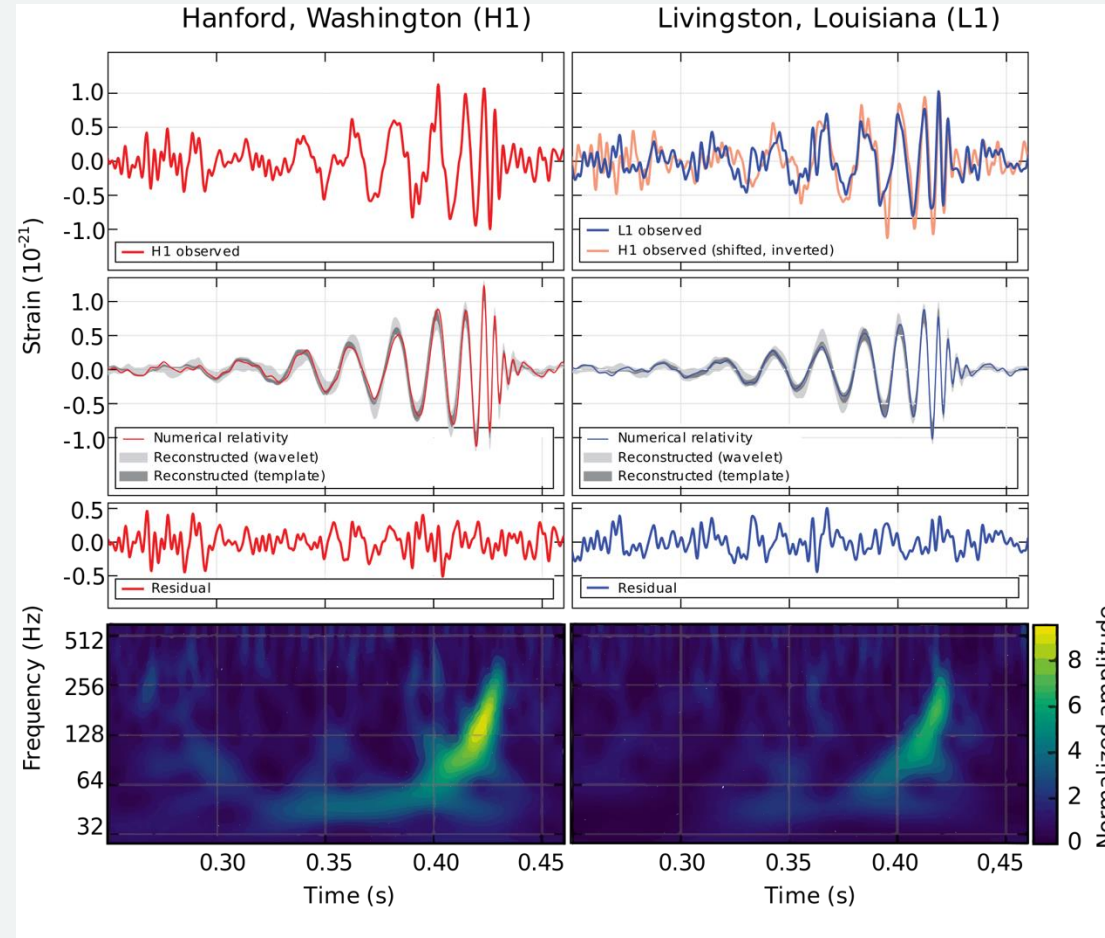 Hanford, Washington (H1)
Livingston, Louisiana (L1)
Strain (10⁻²¹)
1.0
0.5
0.0
-0.5
-1.0
H1 observed
L1 observed
H1 observed (shifted, inverted)
1.0
0.5
0.0
-0.5
-1.0
Numerical relativity
Reconstructed (wavelet)
Reconstructed (template)
Numerical relativity
Reconstructed (wavelet)
Reconstructed (template)
0.5
0.0
-0.5
Residual
Residual
Frequency (Hz)
512
256
128
64
32
Normalized amplitude
8
6
4
2
0
0.30 0.35 0.40 0.45
0.30 0.35 0.40 0,45
Time (s)
Time (s)